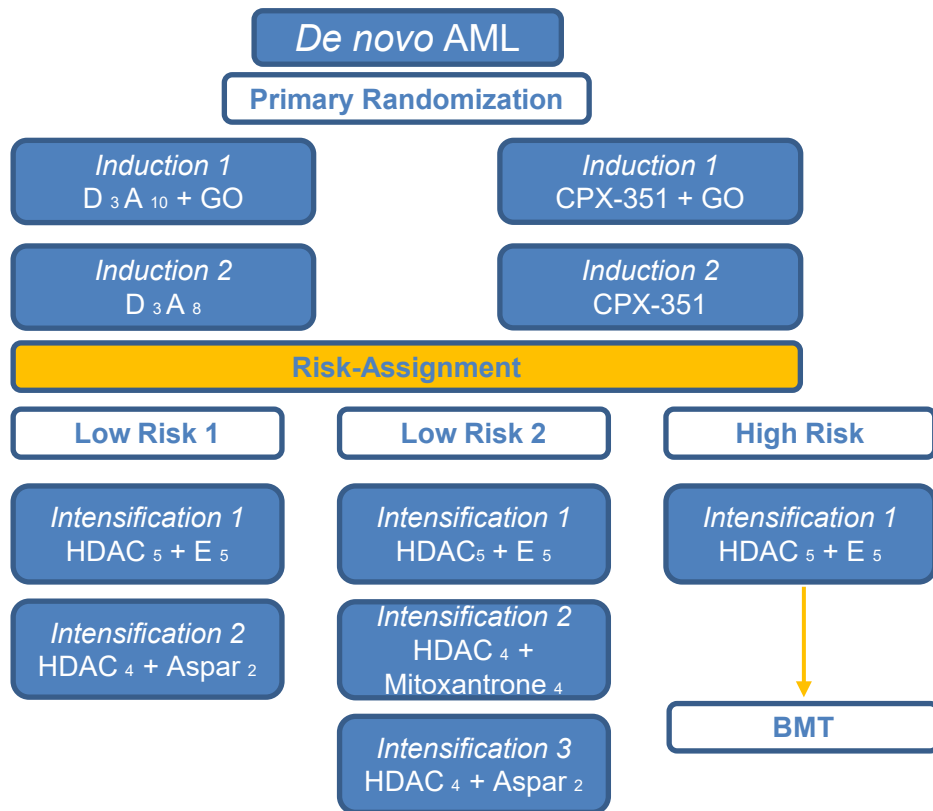 De novo AML
Primary Randomization
Induction 1
D 3 A 10 + GO
Induction 1
CPX-351 + GO
Induction 2
D 3 A 8
Induction 2
CPX-351
Risk-Assignment
Low Risk 1
Low Risk 2
High Risk
Intensification 1
HDAC 5 + E 5
Intensification 1
HDAC5 + E 5
Intensification 1
HDAC 5 + E 5
Intensification 2
HDAC 4 + Aspar 2
Intensification 2
HDAC 4 +
Mitoxantrone 4
BMT
Intensification 3
HDAC 4 + Aspar 2